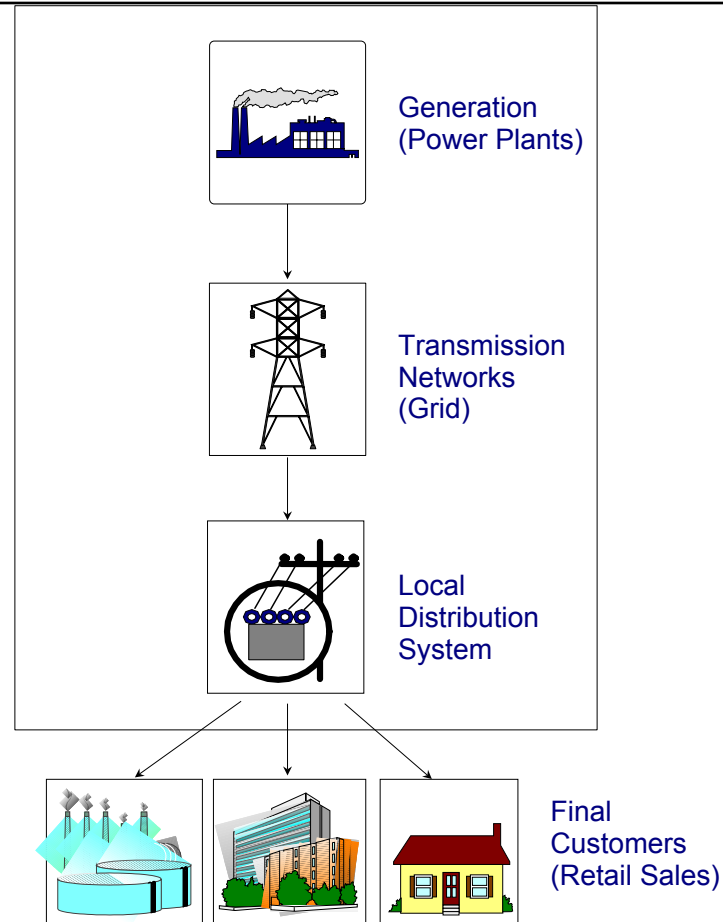 Generation
(Power Plants)
Transmission
Networks
(Grid)
Local
Distribution
System
Final
Customers
(Retail Sales)